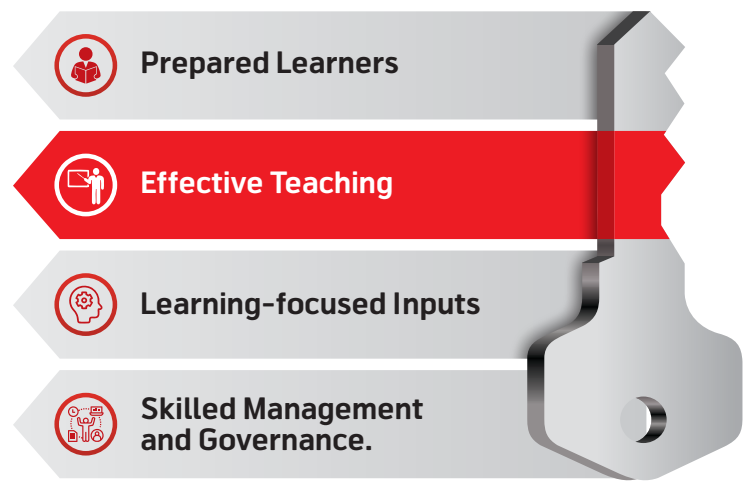 Prepared Learners
Effective Teaching
Learning-focused Inputs
Skilled Management
and Governance.